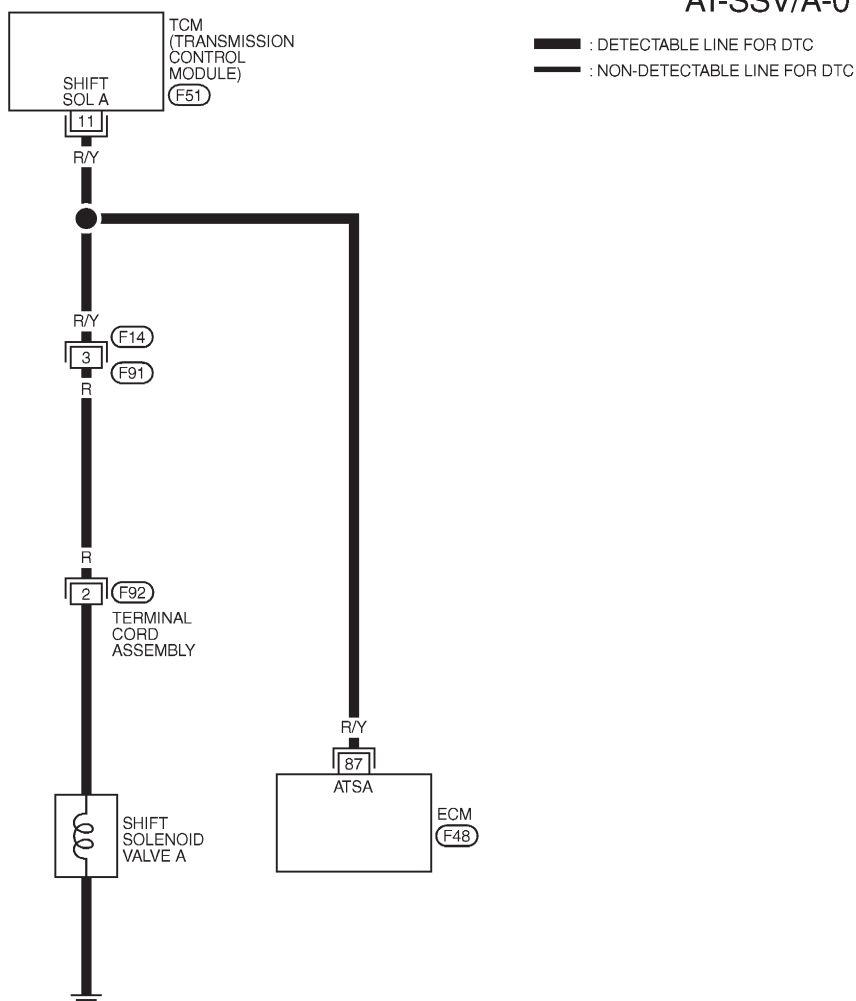 AT-SSV/A-0
: DETECTABLE LINE FOR DTC
: NON-DETECTABLE LINE FOR DTC
TCM
(TRANSMISSION
CONTROL
MODULE)
F51
SHIFT
SOL A
11
R/Y
R/Y
F14
3
F91
R
R
2
F92
TERMINAL
CORD
ASSEMBLY
R/Y
87
ATSA
ECM
F48
SHIFT
SOLENOID
VALVE A